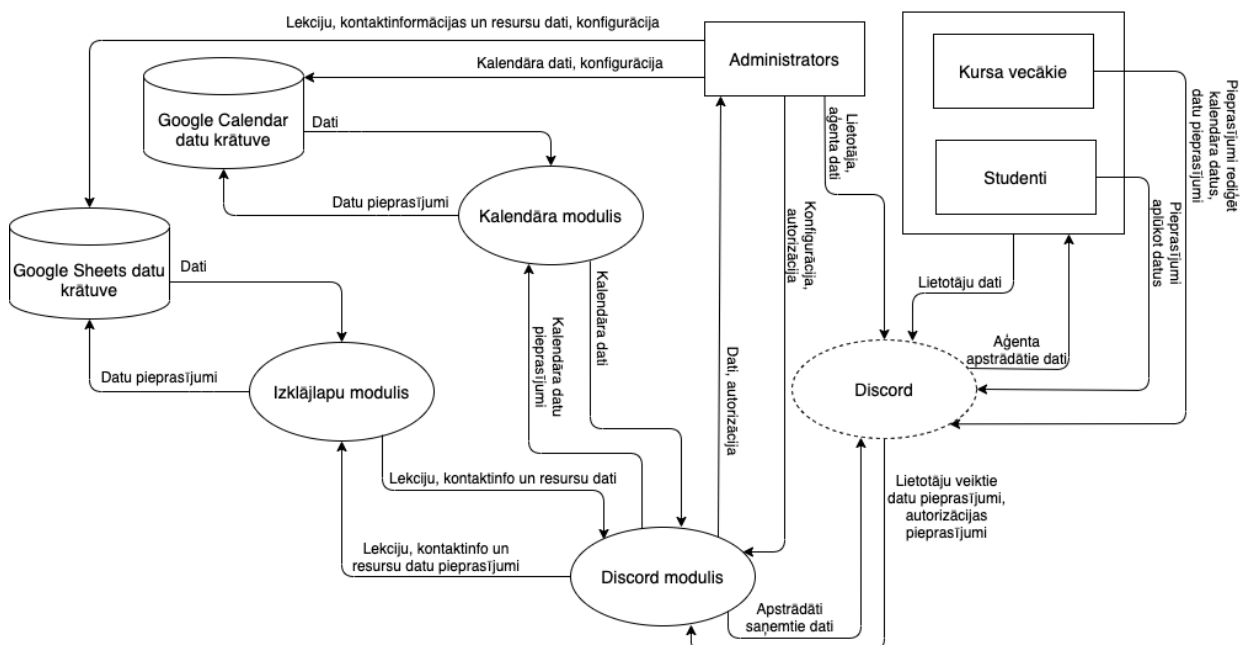 Lekciju, kontaktinformācijas un resursu dati, konfigurācija
Administrators
Kalendāra dati, konfigurācija
Kursa vecākie
Google Calendar
datu krātuve
Dati
Lietotāja,
aģenta dati
Pieprasījumi rediģēt
kalendāra datus,
datu pieprasījumi
Studenti
Datu pieprasījumi
Kalendāra modulis
Konfigurācija,
autorizācija
Pieprasījumi
aplūkot datus
Google Sheets datu
krātuve
Dati
Lietotāju dati
Kalendāra dati
Kalendāra datu
pieprasījumi
Dati, autorizācija
Aģenta
apstrādātie dati
Datu pieprasījumi
Izklājlapu modulis
Discord
Lekciju, kontaktinfo un resursu dati
Lietotāju veiktie
datu pieprasījumi,
autorizācijas
pieprasījumi
Lekciju, kontaktinfo un
resursu datu pieprasījumi
Discord modulis
Apstrādāti
saņemtie dati